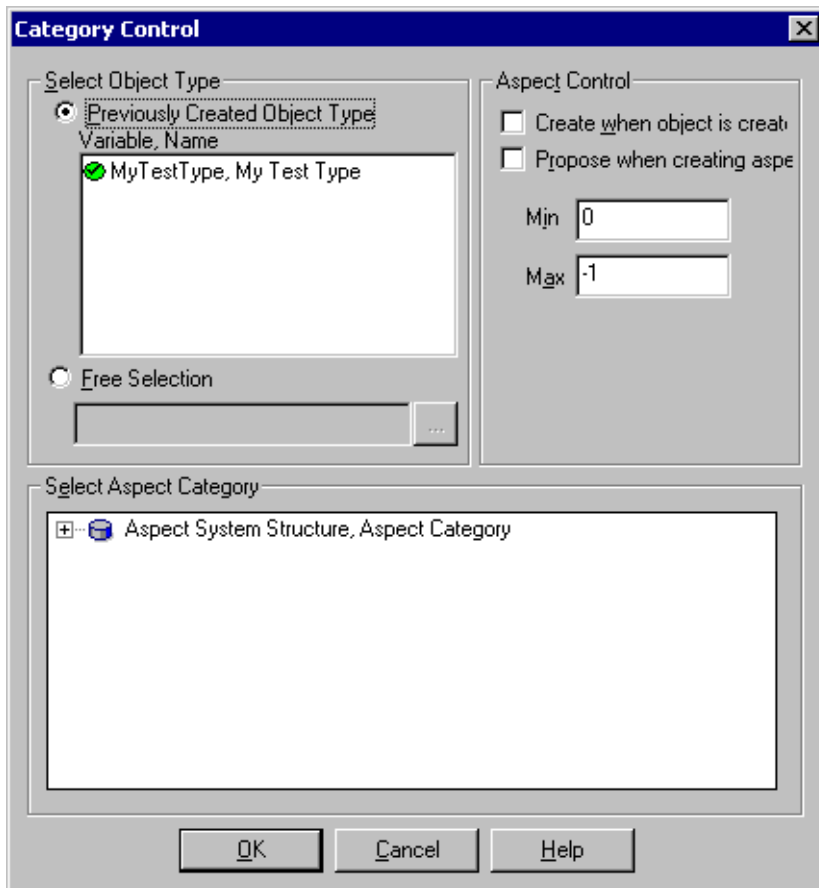 Category Control
Select Object Type
Previously Created Object Type
Variable, Name
MyTestType, My Test Type
Free Selection
...
Aspect Control
Create when object is creat
Propose when creating aspe
Min 0
Max -1
Select Aspect Category
Aspect System Structure, Aspect Category
OK Cancel Help